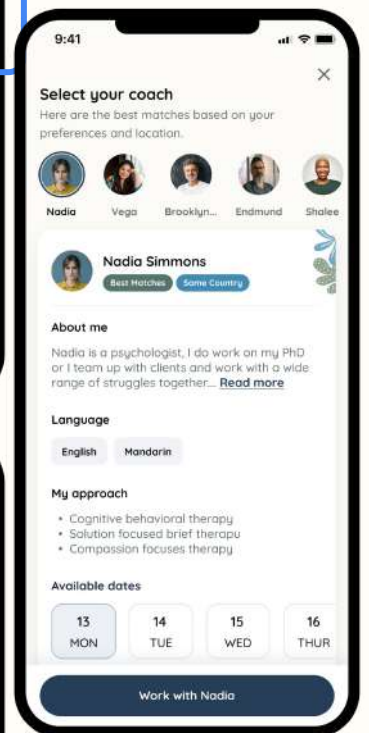 9:41
Select your coach
Here are the best matches based on your
preferences and location.
Nadia Vega Brooklyn... Endmund Shalee
Nadia Simmons
Best Matches Same Country
About me
Nadia is a psychologist, I do work on my PhD
or I team up with clients and work with a wide
range of struggles together... Read more
Language
English Mandarin
My approach
• Cognitive behavioral therapy
• Solution focused brief therapu
• Compassion focuses therapy
Available dates
13 14 15 16
MON TUE WED THUR
Work with Nadia